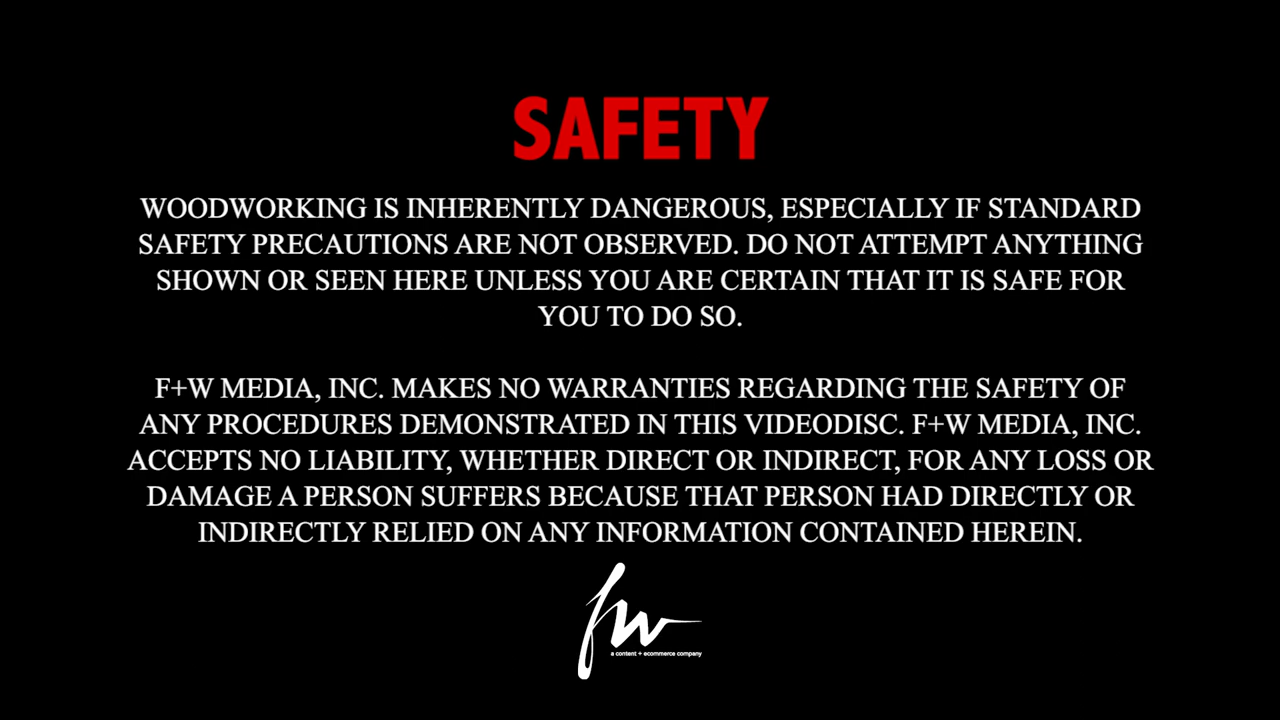 SAFETY
WOODWORKING IS INHERENTLY DANGEROUS, ESPECIALLY IF STANDARD
SAFETY PRECAUTIONS ARE NOT OBSERVED. DO NOT ATTEMPT ANYTHING
SHOWN OR SEEN HERE UNLESS YOU ARE CERTAIN THAT IT IS SAFE FOR
YOU TO DO SO.
F+W MEDIA, INC. MAKES NO WARRANTIES REGARDING THE SAFETY OF
ANY PROCEDURES DEMONSTRATED IN THIS VIDEODISC. F+W MEDIA, INC.
ACCEPTS NO LIABILITY, WHETHER DIRECT OR INDIRECT, FOR ANY LOSS OR
DAMAGE A PERSON SUFFERS BECAUSE THAT PERSON HAD DIRECTLY OR
INDIRECTLY RELIED ON ANY INFORMATION CONTAINED HEREIN.
fw
a content + ecommerce company